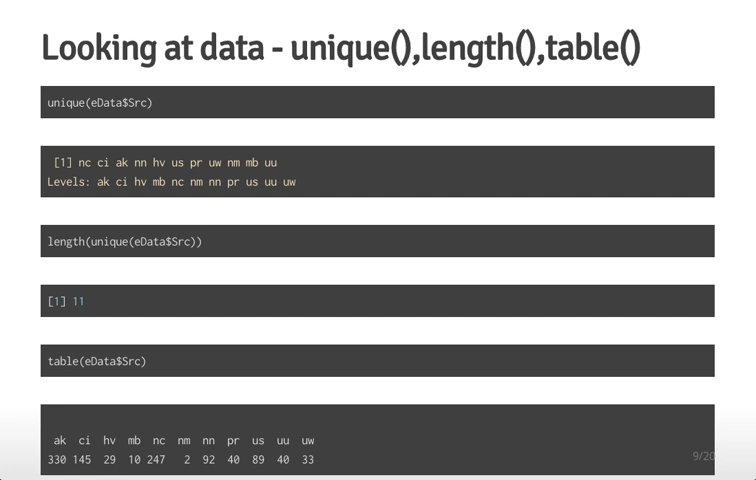 Looking at data - unique(),length(),table()
unique(eData$Src)
[1] nc ci ak nn hv us pr uw nm mb uu
Levels: ak ci hv mb nc nm nn pr us uu uw
length(unique(eData$Src))
[1] 11
table(eData$Src)
ak ci hv mb nc nm nn pr us uu uw
330 145 29 10 247 2 92 40 89 40 33
9/20